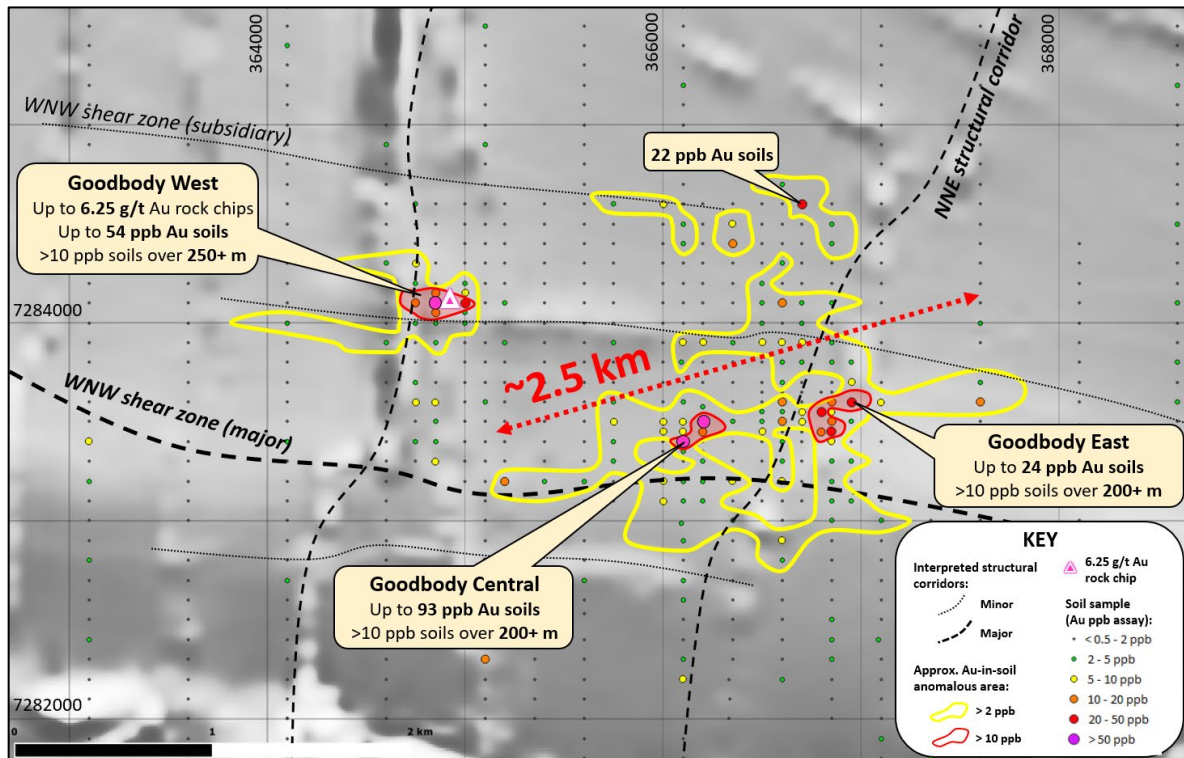 364000
366000
368000
NNE structural corridor
WNW shear zone (subsidiary)
22 ppb Au soils
Goodbody West
Up to 6.25 g/t Au rock chips
Up to 54 ppb Au soils
>10 ppb soils over 250+ m
7284000
~2.5 km
WNW shear zone (major)
Goodbody East
Up to 24 ppb Au soils
>10 ppb soils over 200+ m
Goodbody Central
Up to 93 ppb Au soils
>10 ppb soils over 200+ m
7282000
0
1
2 km
KEY
Interpreted structural
corridors:
Minor
Major
Approx. Au-in-soil
anomalous area:
> 2 ppb
> 10 ppb
6.25 g/t Au
rock chip
Soil sample
(Au ppb assay):
< 0.5 - 2 ppb
2 - 5 ppb
5 - 10 ppb
10 - 20 ppb
20 - 50 ppb
> 50 ppb